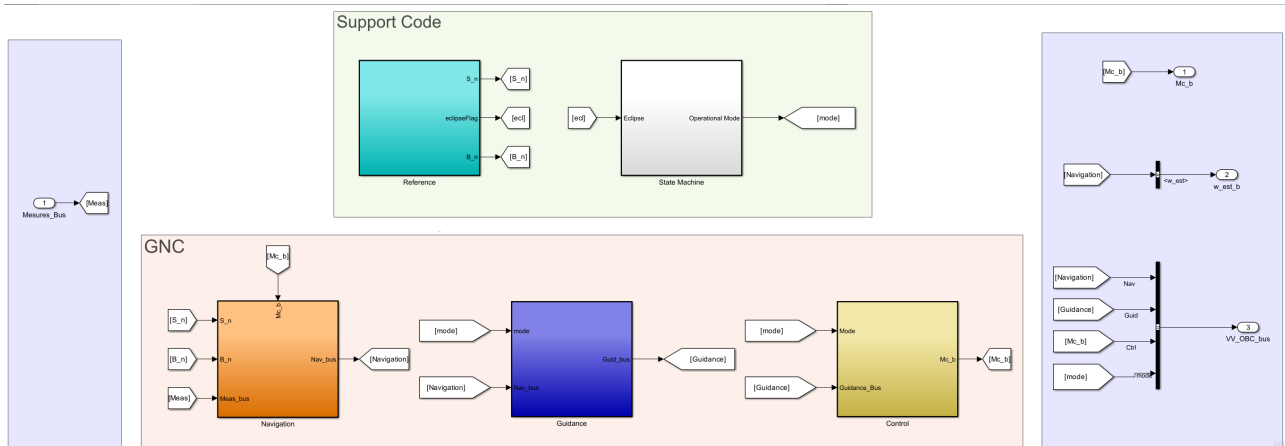 Support Code
S_n
[S_n]
eclipseFlag
[ecl]
B_n
[B_n]
Reference
[ecl]
Eclipse
Operational Mode
[mode]
State Machine
1
[Meas]
Mesures_Bus
GNC
[Mc_b]
Mc_b
[S_n]
S_n
[B_n]
B_n
[Meas]
Meas_bus
Nav_bus
[Navigation]
Navigation
[mode]
mode
[Navigation]
Nav_bus
Guid_bus
[Guidance]
Guidance
[mode]
Mode
[Guidance]
Guidance_Bus
Mc_b
[Mc_b]
Control
[Mc_b]
1
Mc_b
[Navigation]
<w_est>
2
w_est_b
[Navigation]
Nav
[Guidance]
Guid
[Mc_b]
Ctrl
[mode]
mode
3
VV_OBC_bus